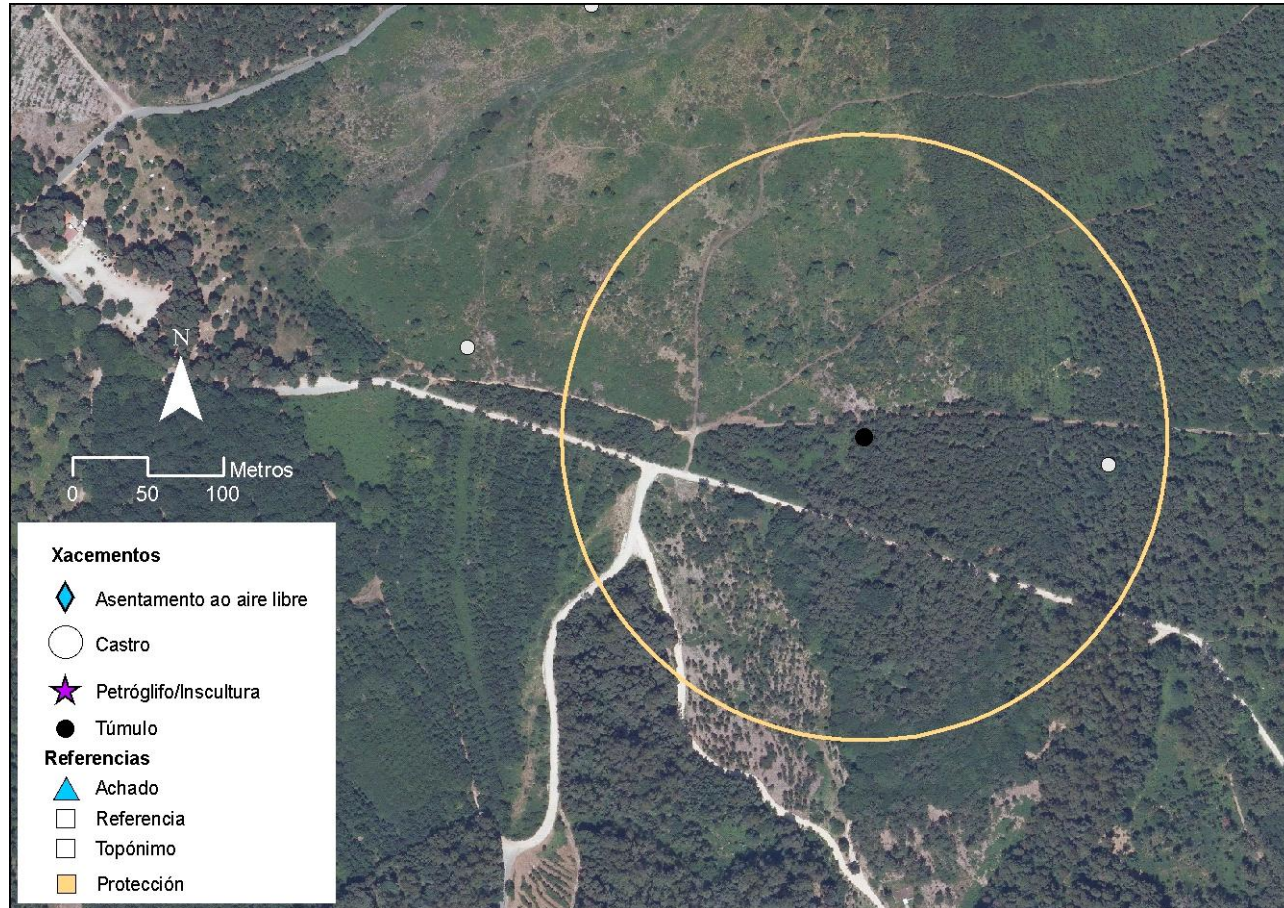 N
Metros
0 50 100
Xacementos
Asentamento ao aire libre
Castro
Petróglifo/Inscultura
Túmulo
Referencias
Achado
Referencia
Topónimo
Protección